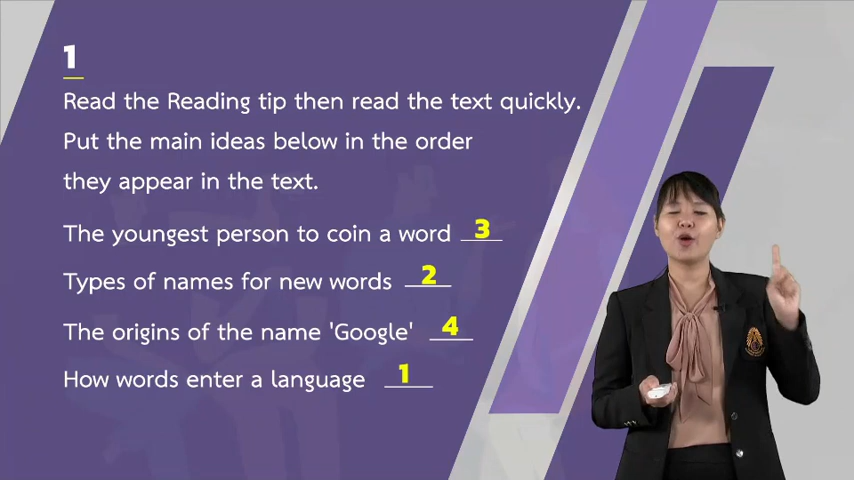 1
Read the Reading tip then read the text quickly.
Put the main ideas below in the order
they appear in the text.
The youngest person to coin a word 3
Types of names for new words 2
The origins of the name 'Google' 4
How words enter a language 1